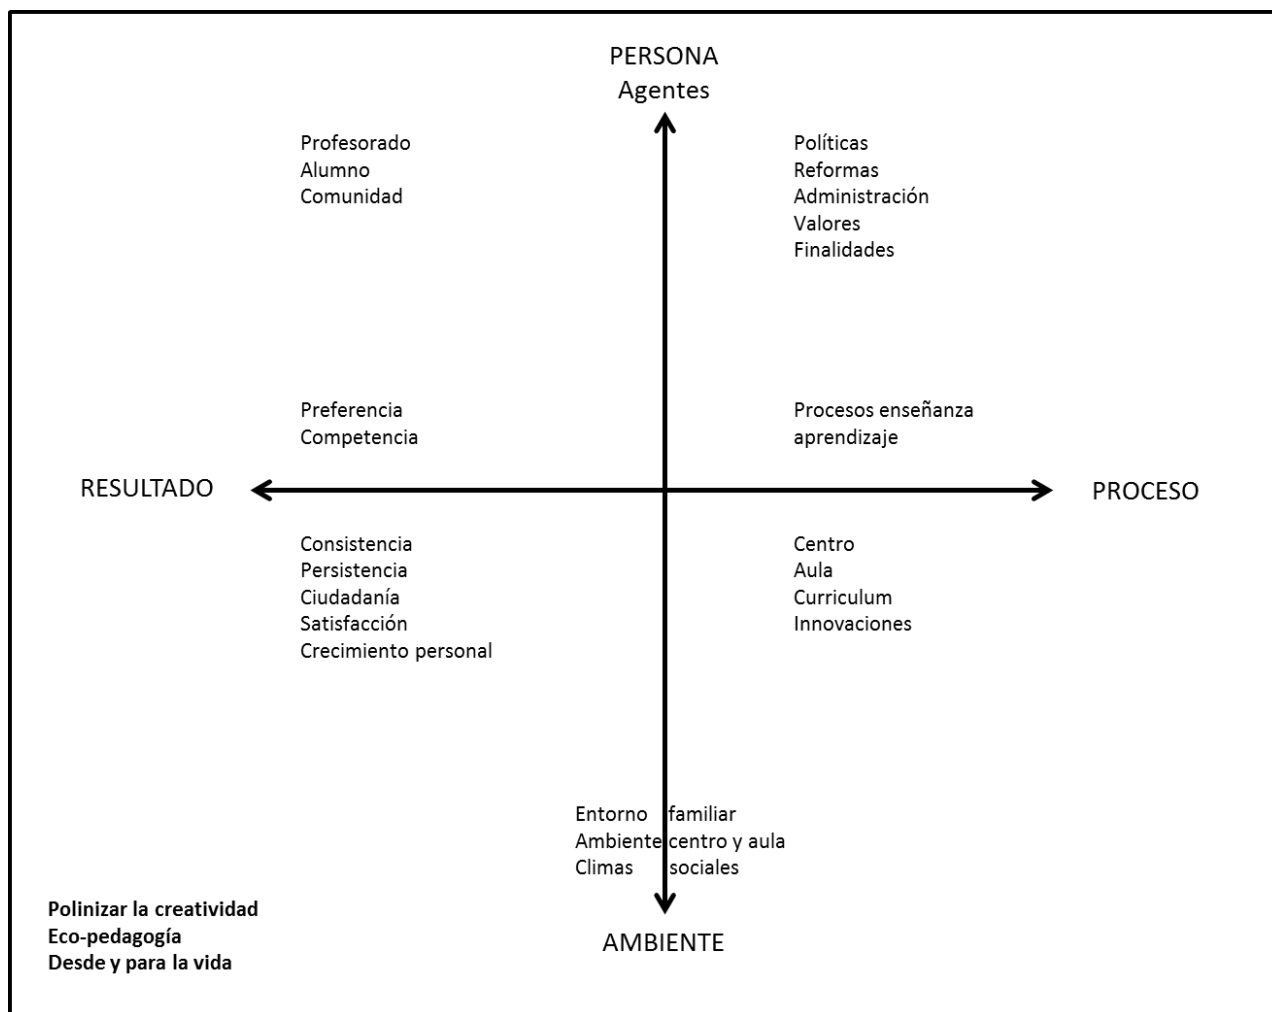 PERSONA
Agentes
Profesorado
Alumno
Comunidad
Políticas
Reformas
Administración
Valores
Finalidades
Preferencia
Competencia
Procesos enseñanza
aprendizaje
RESULTADO
PROCESO
Consistencia
Persistencia
Ciudadanía
Satisfacción
Crecimiento personal
Centro
Aula
Curriculum
Innovaciones
Entorno familiar
Ambiente centro y aula
Climas sociales
Polinizar la creatividad
Eco-pedagogía
Desde y para la vida
AMBIENTE